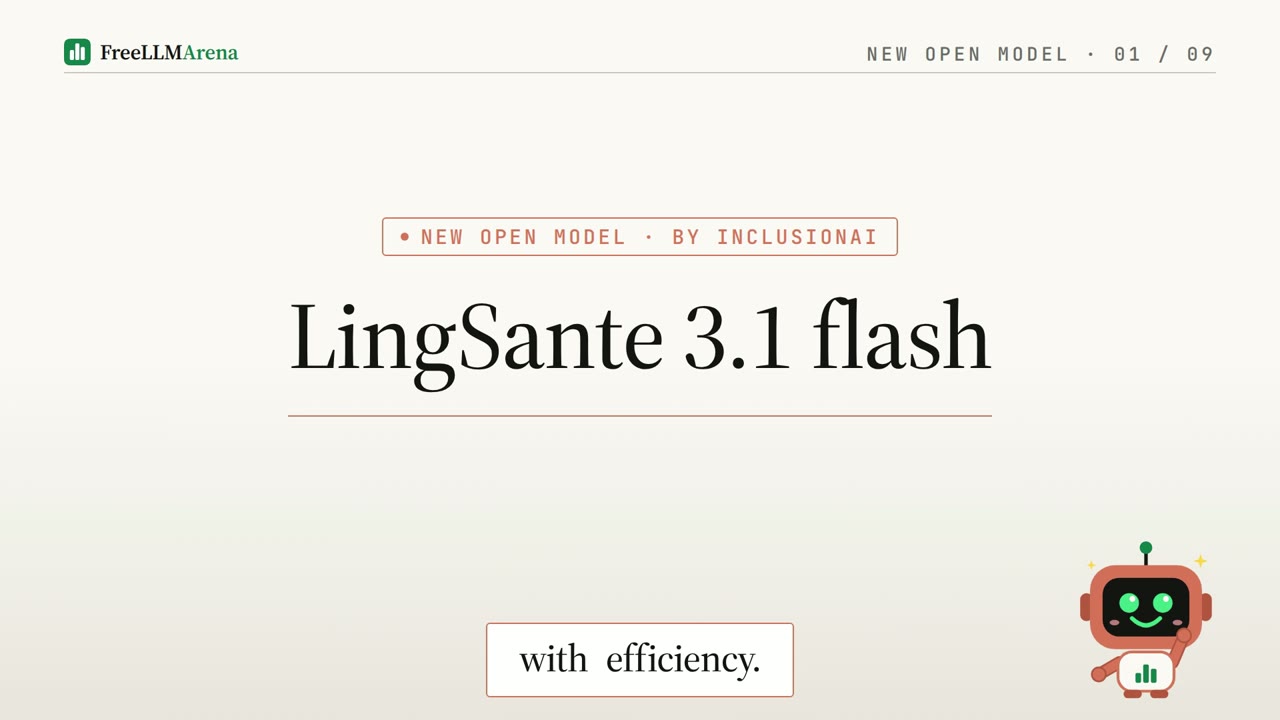 FreeLLMArena
NEW OPEN MODEL · 01 / 09
NEW OPEN MODEL · BY INCLUSIONAI
LingSante 3.1 flash
with efficiency.